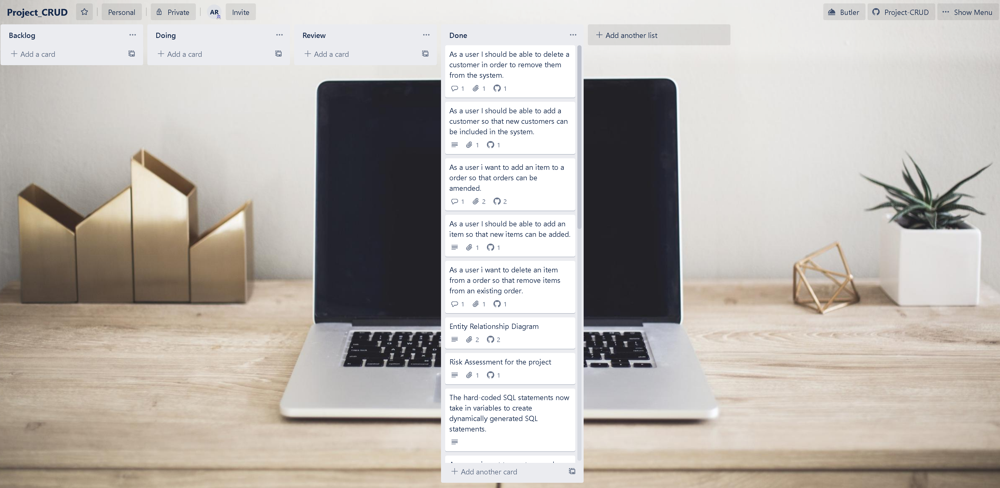 Project_CRUD
Personal
Private
AR
Invite
Butler
Project-CRUD
Show Menu
Backlog
Add a card
Doing
Add a card
Review
Add a card
Done
As a user I should be able to delete a
customer in order to remove them
from the system.
1 1 1
As a user I should be able to add a
customer so that new customers can
be included in the system.
1 1
As a user i want to add an item to a
order so that orders can be
amended.
1 2 2
As a user I should be able to add an
item so that new items can be added.
1 1
As a user i want to delete an item
from a order so that remove items
from an existing order.
1 1 1
Entity Relationship Diagram
2 2
Risk Assessment for the project
1 1
The hard-coded SQL statements now
take in variables to create
dynamically generated SQL
statements.
Add another card
Add another list